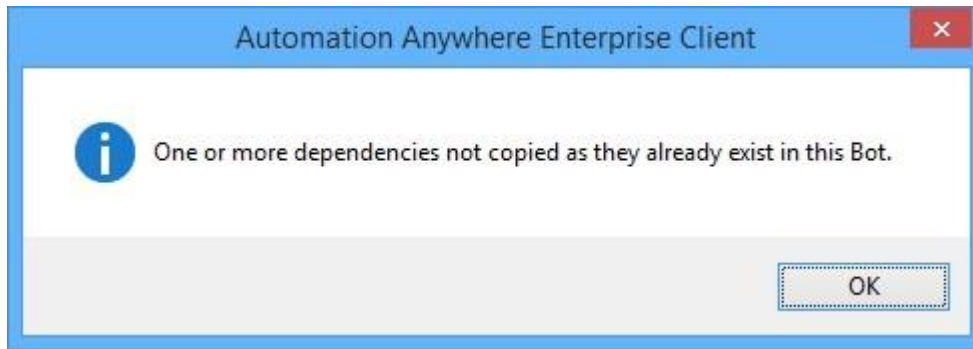 Automation Anywhere Enterprise Client
One or more dependencies not copied as they already exist in this Bot.
OK